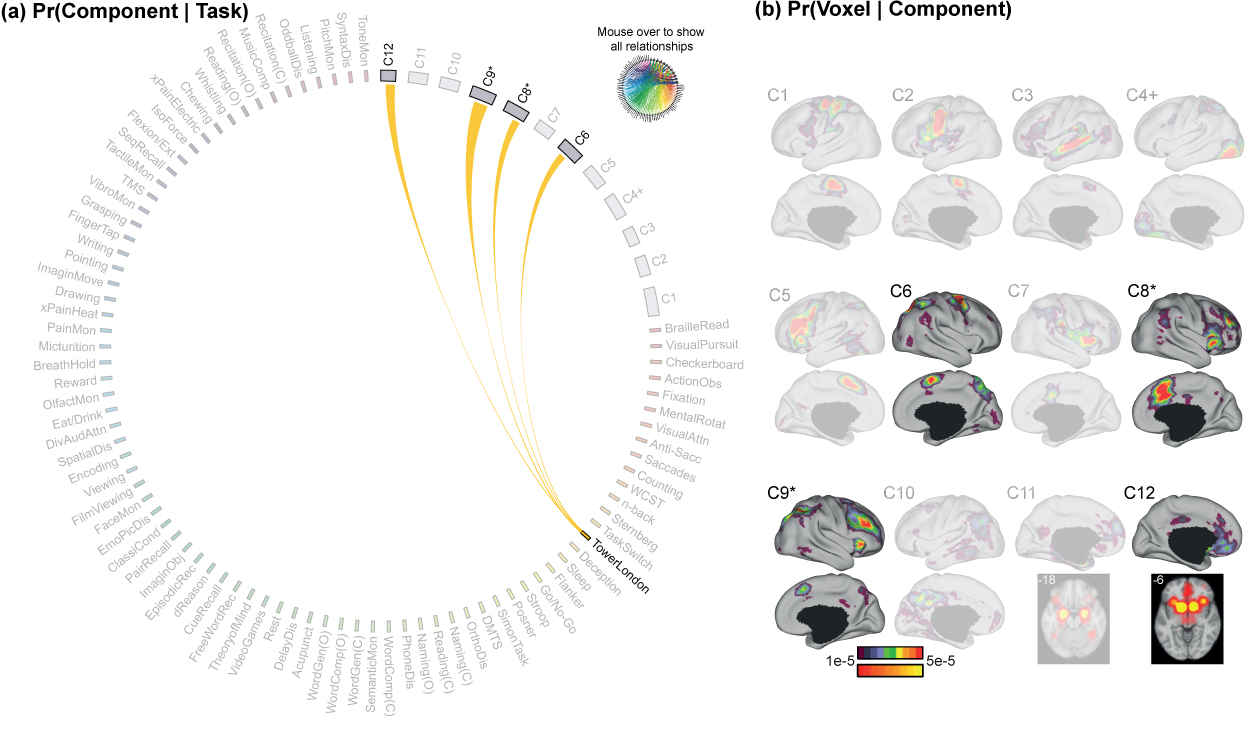 (a) Pr(Component | Task)
(b) Pr(Voxel | Component)
Mouse over to show
all relationships
C12
C11
C10
C9*
C8*
C7
C6
C5
C4+
C3
C2
C1
BrailleRead
VisualPursuit
Checkerboard
ActionObs
Fixation
MentalRotat
VisualAttn
Anti-Sacc
Saccades
Counting
WCST
n-back
Sternberg
TaskSwitch
TowerLondon
Deception
Sleep
Go/No-Go
Flanker
Stroop
Posner
SimonTask
DMTS
OrthoDis
Naming(C)
Reading(C)
Naming(O)
PhoneDis
WordComp(C)
SemanticMon
WordGen(C)
WordComp(O)
WordGen(O)
Acupunct
DelayDis
Rest
VideoGames
TheoryofMind
FreeWordRec
CueRecall
dReason
EpisodicRec
ImaginObj
PairRecall
ClassiCond
EmoPicDis
FaceMon
FilmViewing
Viewing
Encoding
SpatialDis
DivAudAttn
Eat/Drink
OlfactMon
Reward
BreathHold
Micturition
PainMon
xPainHeat
Drawing
ImaginMove
Pointing
Writing
FingerTap
Grasping
VibroMon
TMS
TactileMon
SeqRecall
FlexionExt
IsoForce
xPainElectric
Chewing
Whistling
Reading(O)
Recitation(O)
MusicComp
Recitation(C)
OddballDis
Listening
PitchMon
SyntaxDis
ToneMon
C1
C2
C3
C4+
C5
C6
C7
C8*
C9*
C10
C11
C12
-18
-6
1e-5
5e-5